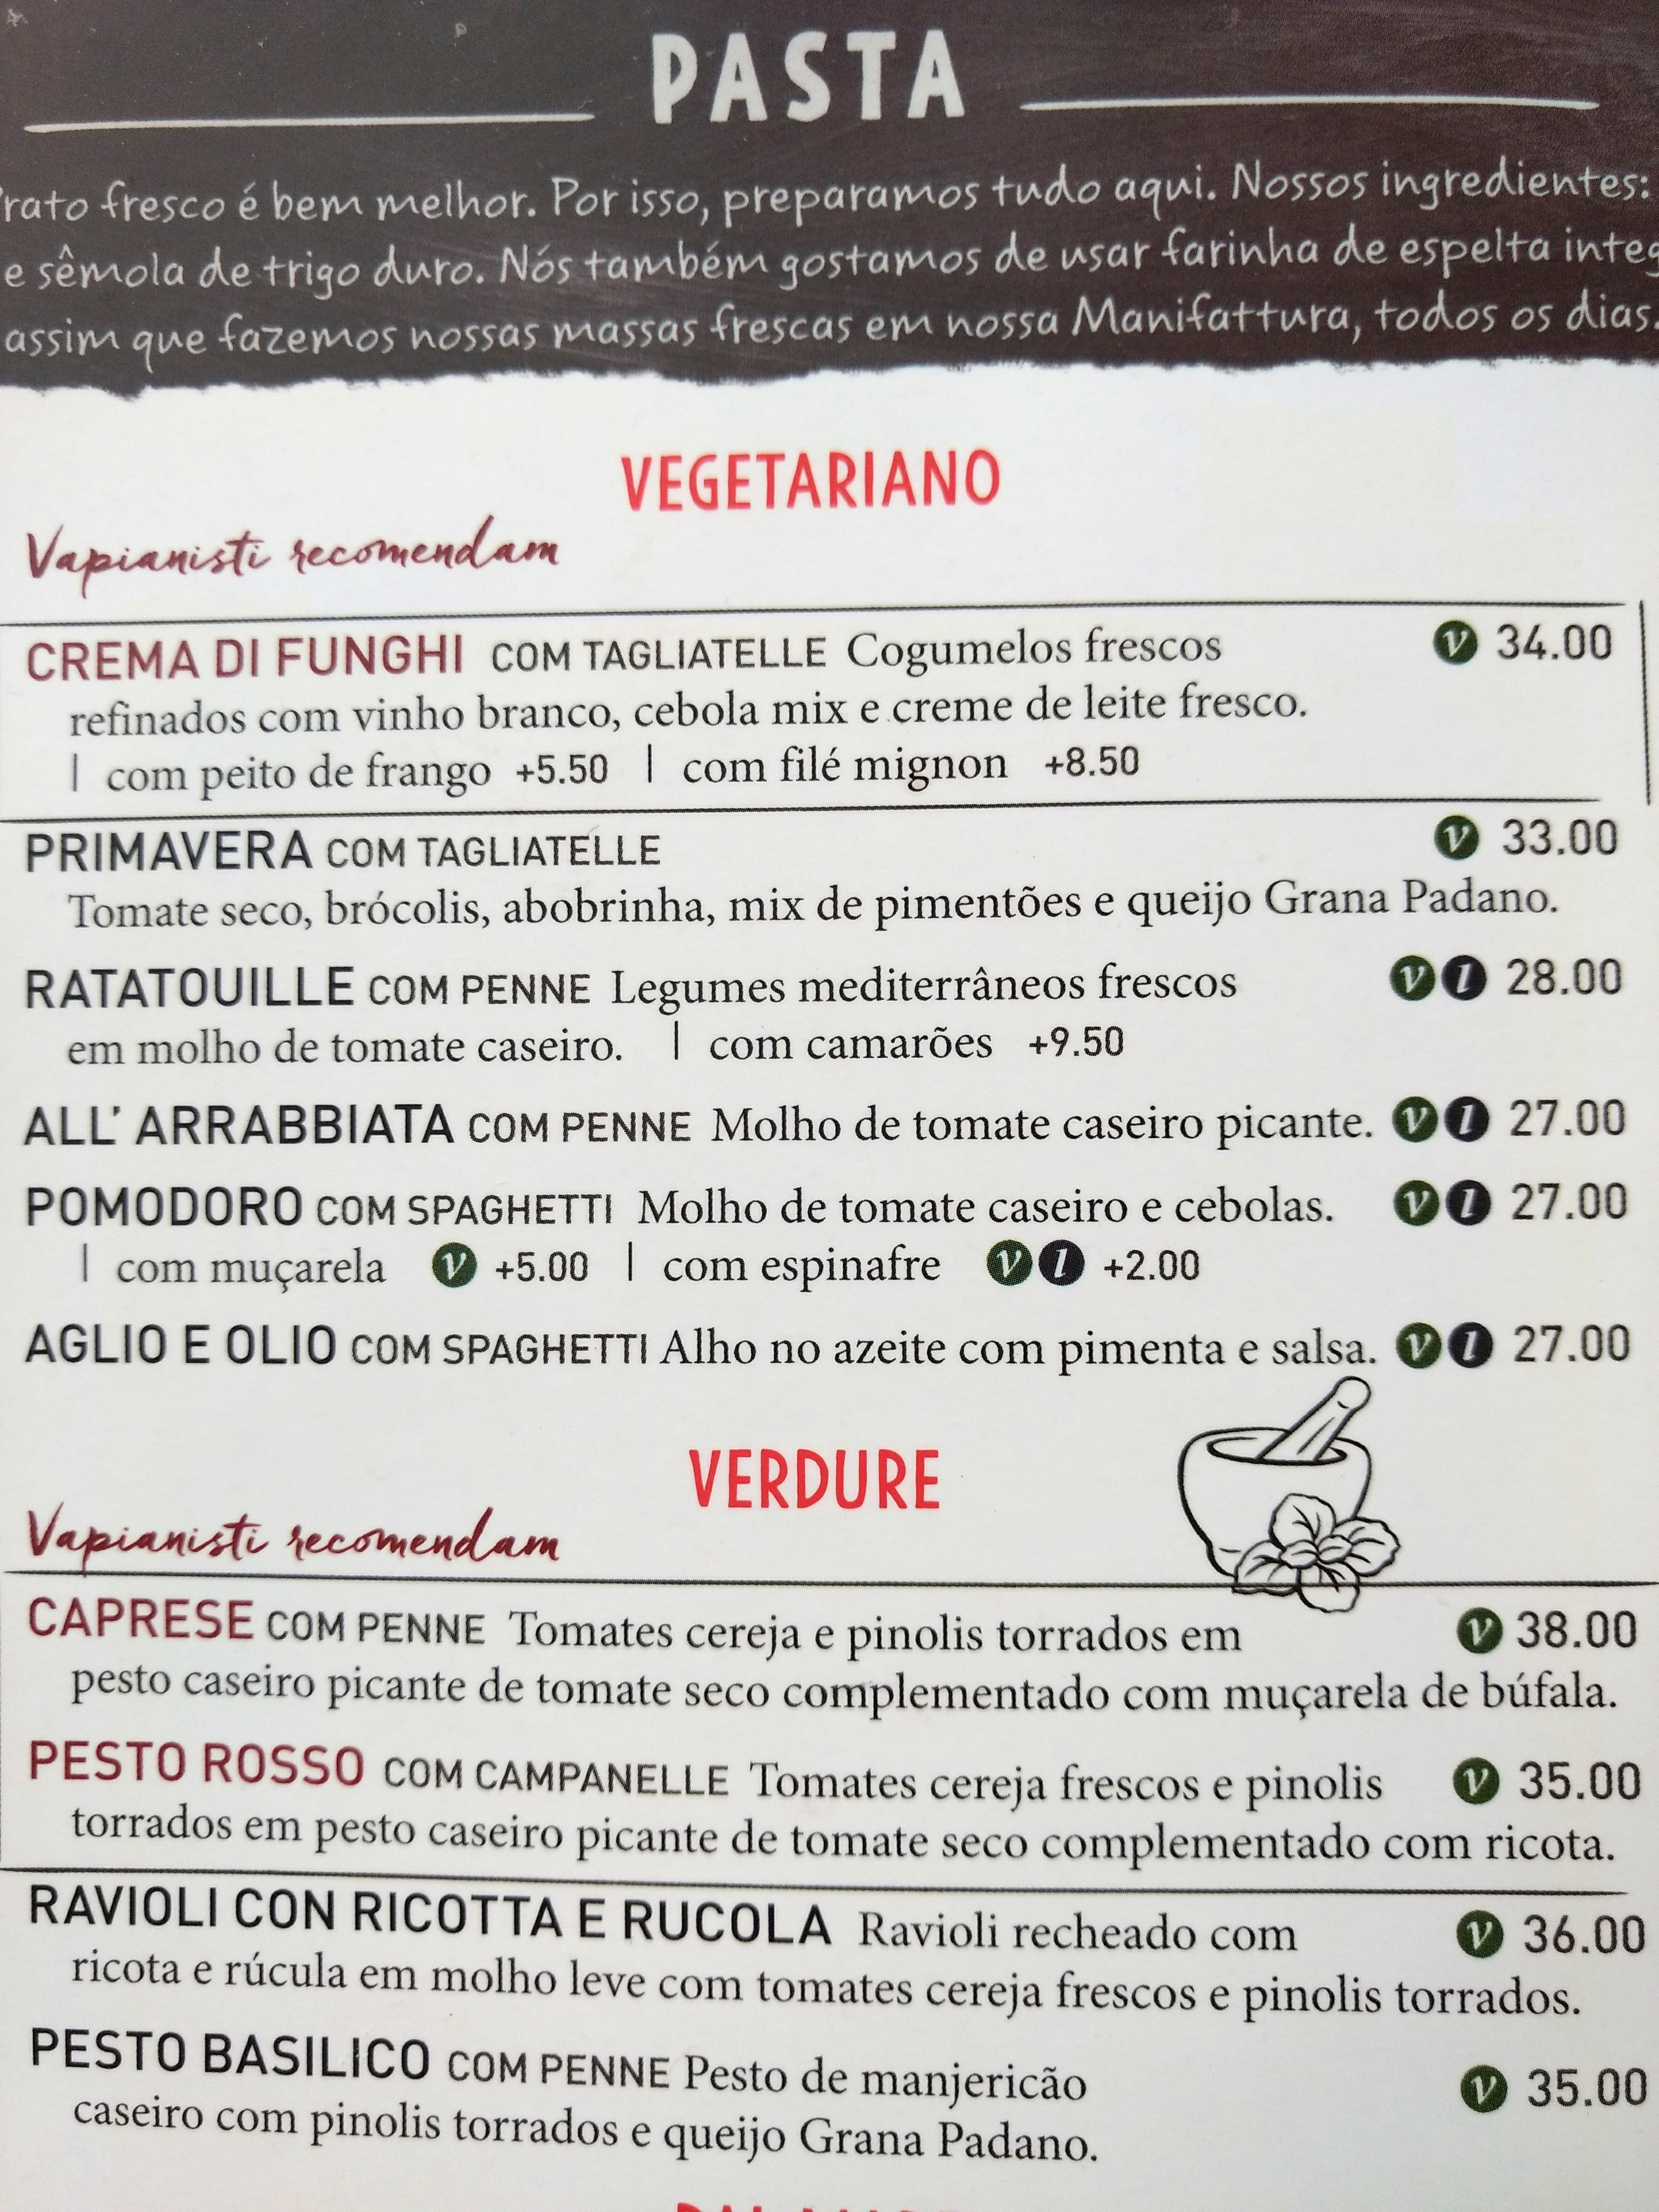 PASTA
rato fresco é bem melhor. Por isso, preparamos tudo aqui. Nossos ingredientes:
e sêmola de trigo duro. Nós também gostamos de usar farinha de espelta integ
assim que fazemos nossas massas frescas em nossa Manifattura, todos os dias.
VEGETARIANO
Vapianisti recomendam
CREMA DI FUNGHI COM TAGLIATELLE Cogumelos frescos V 34.00
refinados com vinho branco, cebola mix e creme de leite fresco.
| com peito de frango +5.50 | com filé mignon +8.50
PRIMAVERA COM TAGLIATELLE V 33.00
Tomate seco, brócolis, abobrinha, mix de pimentões e queijo Grana Padano.
RATATOUILLE COM PENNE Legumes mediterrâneos frescos V l 28.00
em molho de tomate caseiro. | com camarões +9.50
ALL' ARRABBIATA COM PENNE Molho de tomate caseiro picante. V l 27.00
POMODORO COM SPAGHETTI Molho de tomate caseiro e cebolas. V l 27.00
| com muçarela V +5.00 | com espinafre V l +2.00
AGLIO E OLIO COM SPAGHETTI Alho no azeite com pimenta e salsa. V l 27.00
VERDURE
Vapianisti recomendam
CAPRESE COM PENNE Tomates cereja e pinolis torrados em V 38.00
pesto caseiro picante de tomate seco complementado com muçarela de búfala.
PESTO ROSSO COM CAMPANELLE Tomates cereja frescos e pinolis V 35.00
torrados em pesto caseiro picante de tomate seco complementado com ricota.
RAVIOLI CON RICOTTA E RUCOLA Ravioli recheado com V 36.00
ricota e rúcula em molho leve com tomates cereja frescos e pinolis torrados.
PESTO BASILICO COM PENNE Pesto de manjericão V 35.00
caseiro com pinolis torrados e queijo Grana Padano.